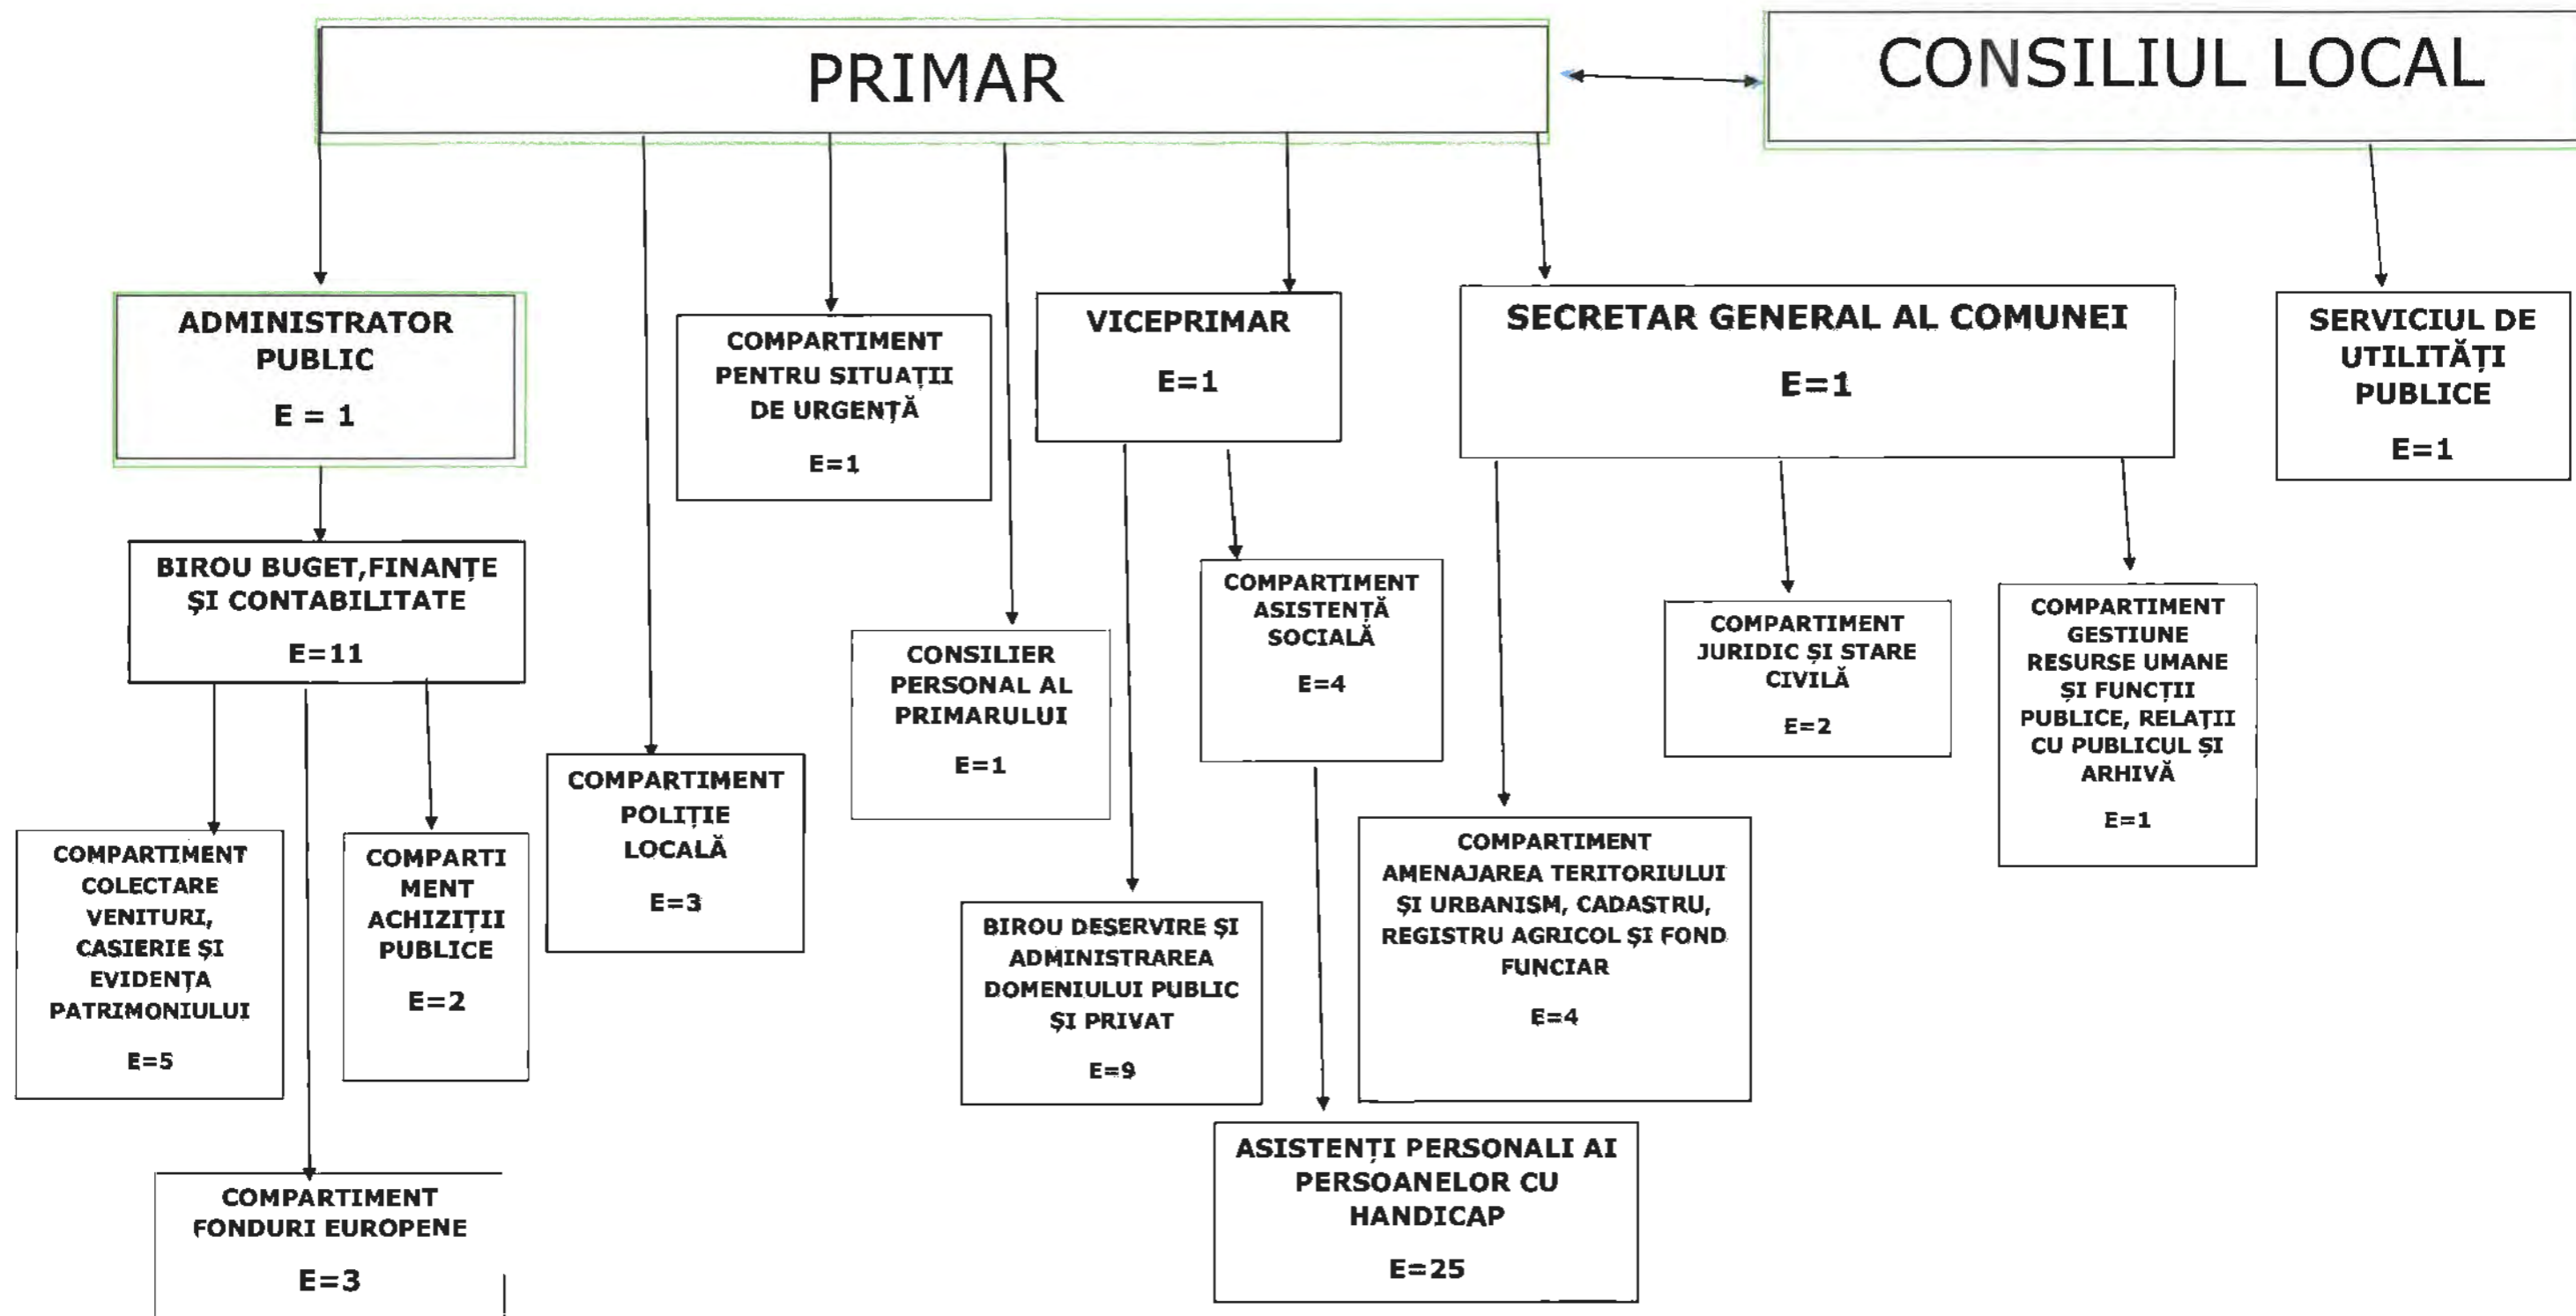 PRIMAR
CONSILIUL LOCAL
ADMINISTRATOR
PUBLIC
E = 1
COMPARTIMENT
PENTRU SITUAȚII
DE URGENȚĂ
E=1
VICEPRIMAR
E=1
SECRETAR GENERAL AL COMUNEI
E=1
SERVICIUL DE
UTILITĂȚI
PUBLICE
E=1
BIROU BUGET,FINANȚE
ȘI CONTABILITATE
E=11
CONSILIER
PERSONAL AL
PRIMARULUI
E=1
COMPARTIMENT
ASISTENȚĂ
SOCIALĂ
E=4
COMPARTIMENT
JURIDIC ȘI STARE
CIVILĂ
E=2
COMPARTIMENT
GESTIUNE
RESURSE UMANE
ȘI FUNCȚII
PUBLICE, RELAȚII
CU PUBLICUL ȘI
ARHIVĂ
E=1
COMPARTIMENT
COLECTARE
VENITURI,
CASIERIE ȘI
EVIDENȚA
PATRIMONIULUI
E=5
COMPARTI
MENT
ACHIZIȚII
PUBLICE
E=2
COMPARTIMENT
POLIȚIE
LOCALĂ
E=3
BIROU DESERVIRE ȘI
ADMINISTRAREA
DOMENIULUI PUBLIC
ȘI PRIVAT
E=9
COMPARTIMENT
AMENAJAREA TERITORIULUI
ȘI URBANISM, CADASTRU,
REGISTRU AGRICOL ȘI FOND
FUNCIAR
E=4
COMPARTIMENT
FONDURI EUROPENE
E=3
ASISTENȚI PERSONALI AI
PERSOANELOR CU
HANDICAP
E=25